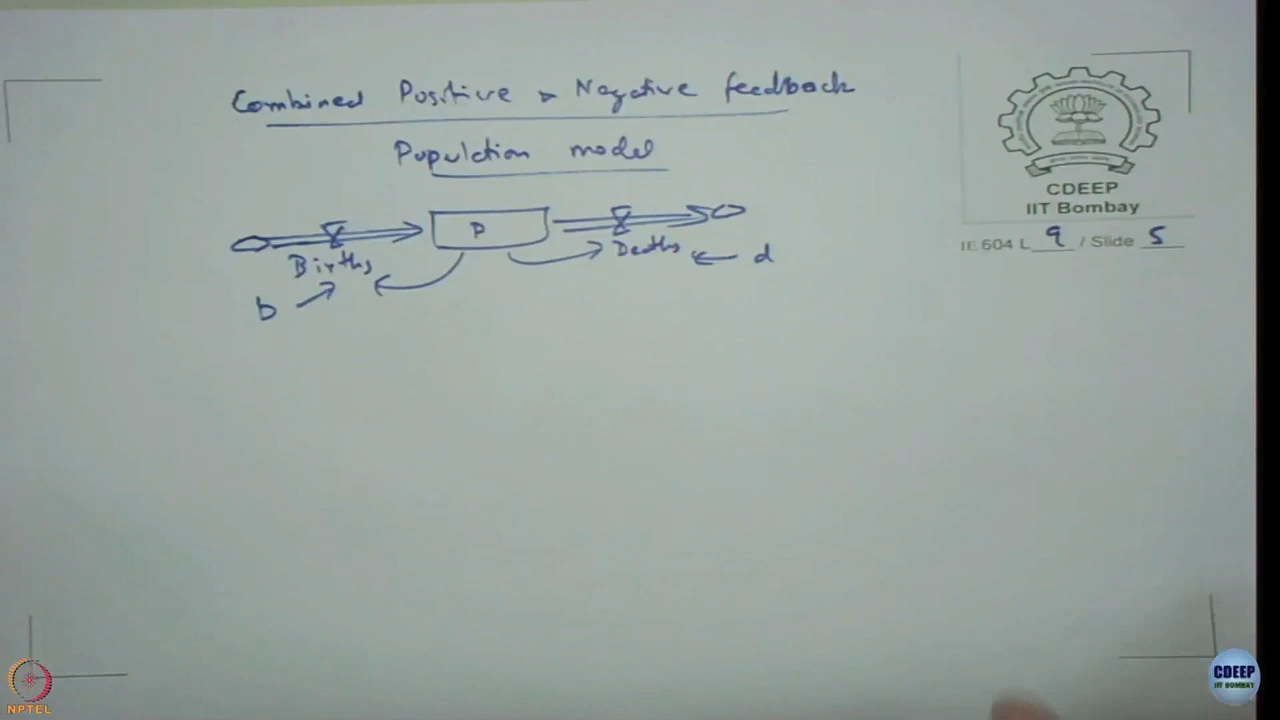 Combined Positive & Negative feedback
Population model
P
Births
Deaths
d
b
CDEEP
IIT Bombay
IE 604 L 9 / Slide 5
NPTEL
CDEEP
IIT BOMBAY